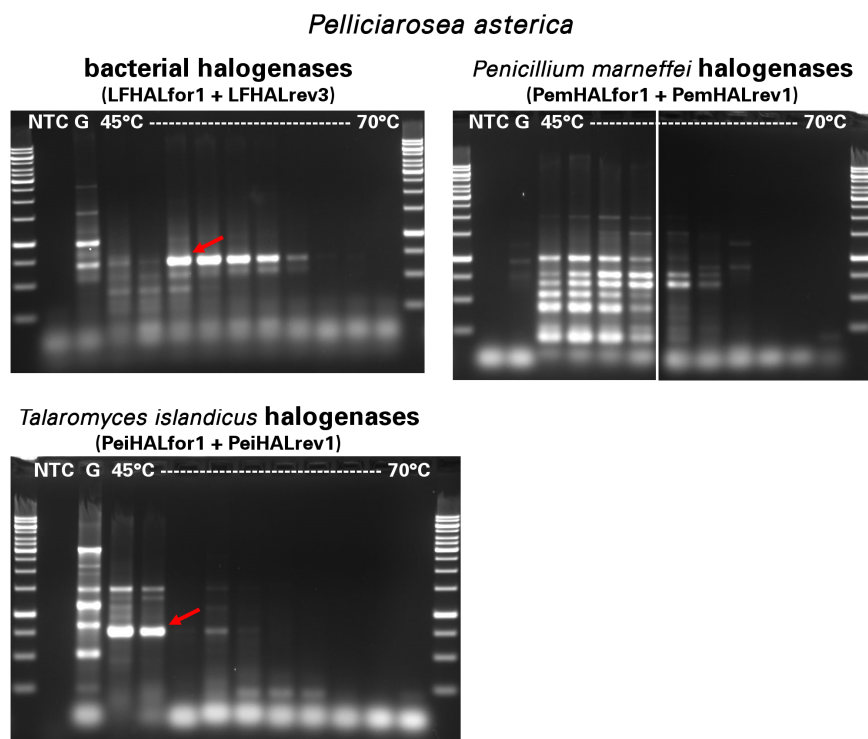 Pelliciarosea asterica
bacterial halogenases
(LFHALfor1 + LFHALrev3)
NTC G 45°C ---------------------------- 70°C
Penicillium marneffei halogenases
(PemHALfor1 + PemHALrev1)
NTC G 45°C ------------------------------ 70°C
Talaromyces islandicus halogenases
(PeiHALfor1 + PeiHALrev1)
NTC G 45°C ------------------------------- 70°C